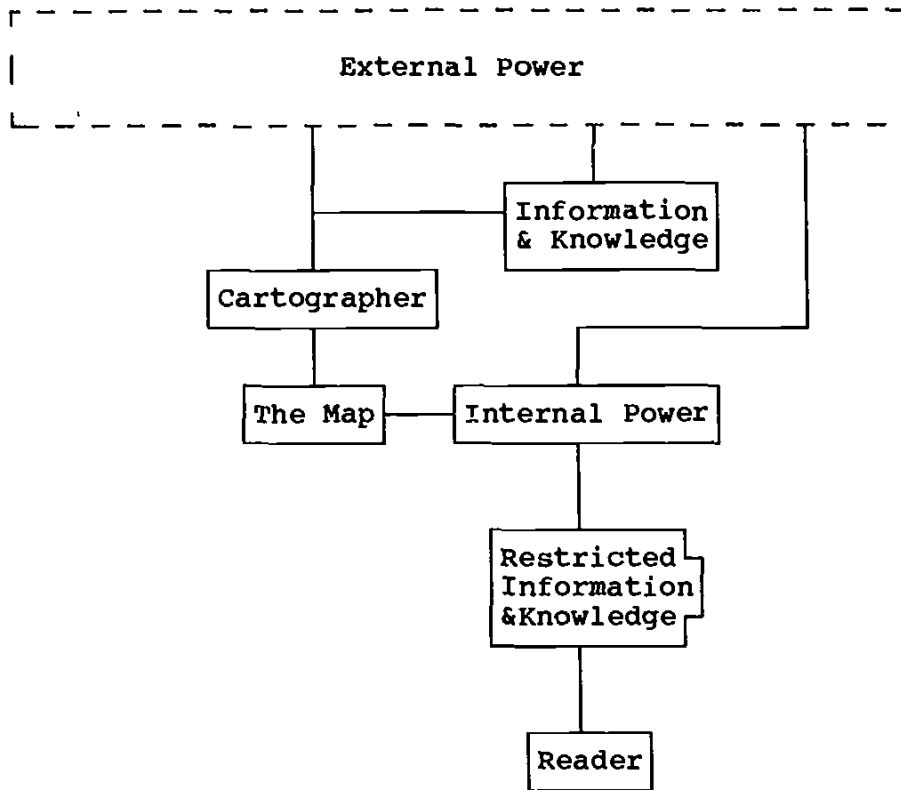 External Power
Information
& Knowledge
Cartographer
The Map
Internal Power
Restricted
Information
&Knowledge
Reader